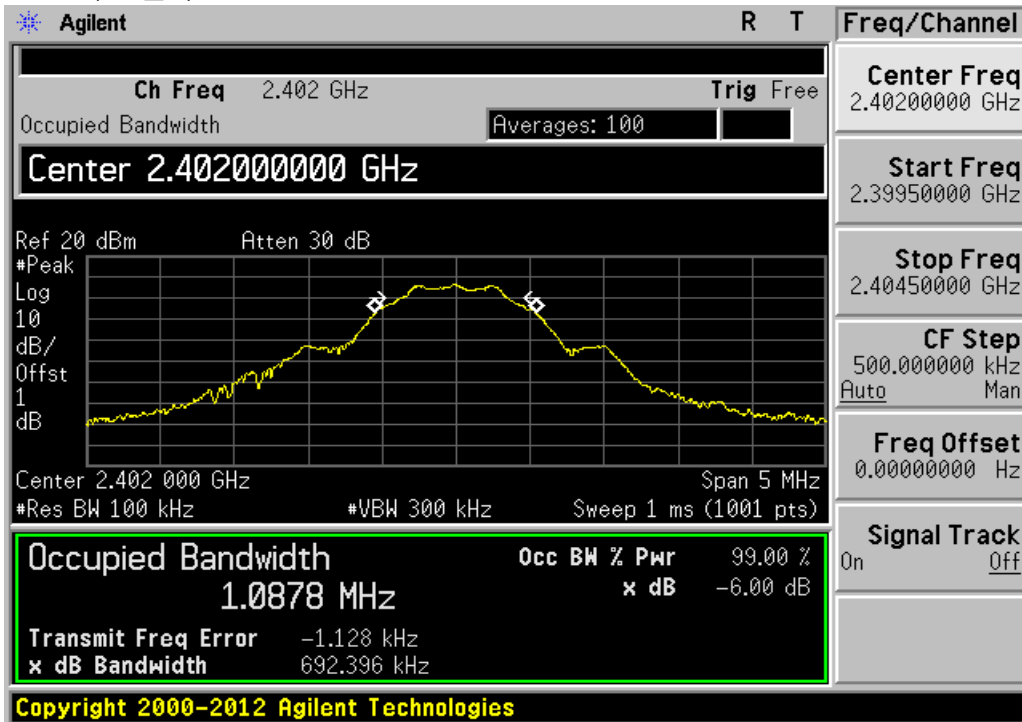 Agilent R T Freq/Channel
Ch Freq 2.402 GHz Trig Free
Occupied Bandwidth Averages: 100
Center 2.402000000 GHz
Ref 20 dBm Atten 30 dB
#Peak
Log
10
dB/
Offst
1
dB
Center 2.402 000 GHz Span 5 MHz
#Res BW 100 kHz #VBW 300 kHz Sweep 1 ms (1001 pts)
Occupied Bandwidth Occ BW % Pwr 99.00 %
1.0878 MHz x dB -6.00 dB
Transmit Freq Error -1.128 kHz
x dB Bandwidth 692.396 kHz
Center Freq
2.40200000 GHz
Start Freq
2.39950000 GHz
Stop Freq
2.40450000 GHz
CF Step
500.000000 kHz
Auto Man
Freq Offset
0.00000000 Hz
Signal Track
On Off
Copyright 2000-2012 Agilent Technologies